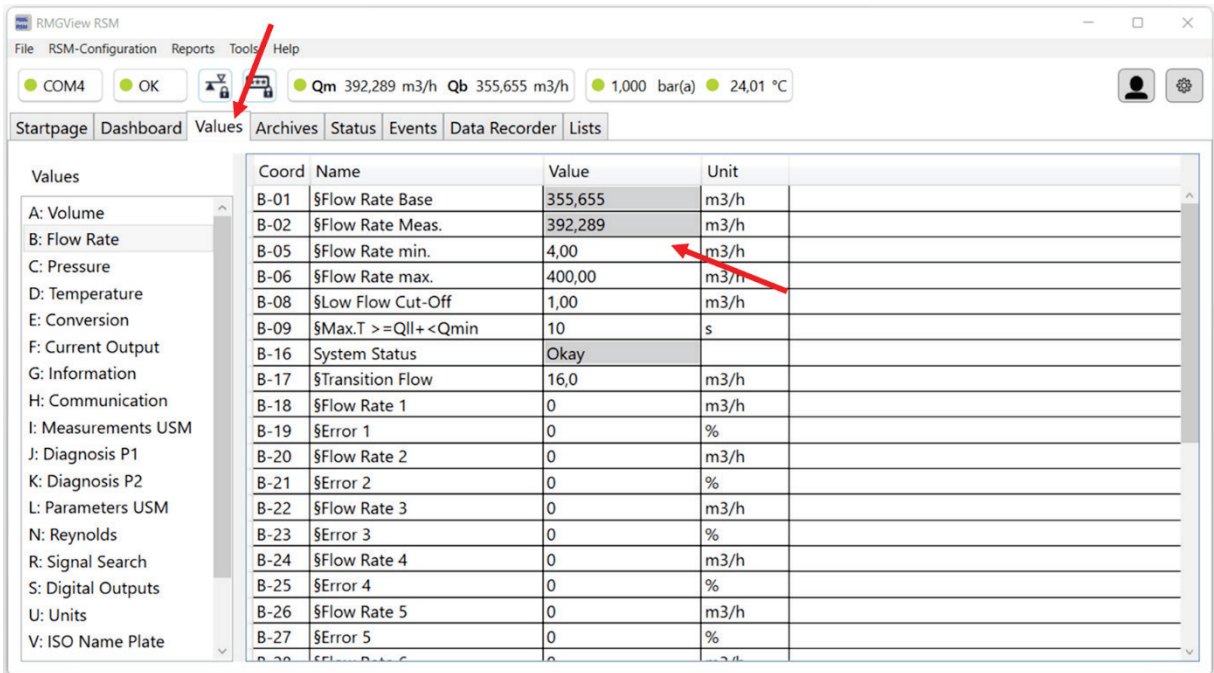 RMGView RSM
File RSM-Configuration Reports Tools Help
COM4 OK Qm 392,289 m3/h Qb 355,655 m3/h 1,000 bar(a) 24,01 °C
Startpage Dashboard Values Archives Status Events Data Recorder Lists
Values
A: Volume
B: Flow Rate
C: Pressure
D: Temperature
E: Conversion
F: Current Output
G: Information
H: Communication
I: Measurements USM
J: Diagnosis P1
K: Diagnosis P2
L: Parameters USM
N: Reynolds
R: Signal Search
S: Digital Outputs
U: Units
V: ISO Name Plate
Coord Name Value Unit
B-01 §Flow Rate Base 355,655 m3/h
B-02 §Flow Rate Meas. 392,289 m3/h
B-05 §Flow Rate min. 4,00 m3/h
B-06 §Flow Rate max. 400,00 m3/h
B-08 §Low Flow Cut-Off 1,00 m3/h
B-09 §Max.T >=Qll+<Qmin 10 s
B-16 System Status Okay
B-17 §Transition Flow 16,0 m3/h
B-18 §Flow Rate 1 0 m3/h
B-19 §Error 1 0 %
B-20 §Flow Rate 2 0 m3/h
B-21 §Error 2 0 %
B-22 §Flow Rate 3 0 m3/h
B-23 §Error 3 0 %
B-24 §Flow Rate 4 0 m3/h
B-25 §Error 4 0 %
B-26 §Flow Rate 5 0 m3/h
B-27 §Error 5 0 %